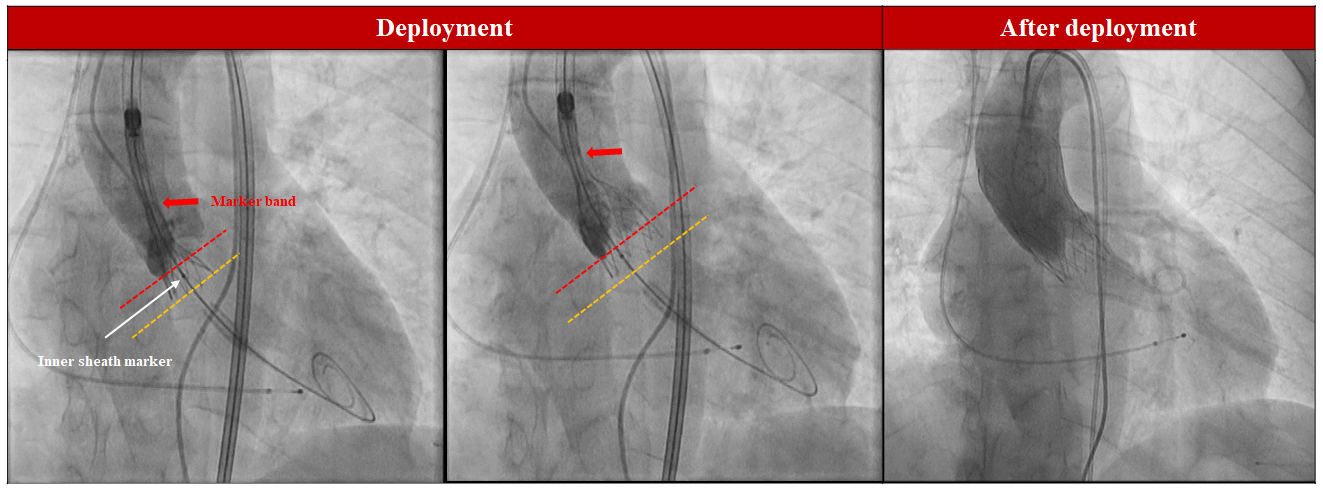 Deployment
After deployment
Marker band
Inner sheath marker